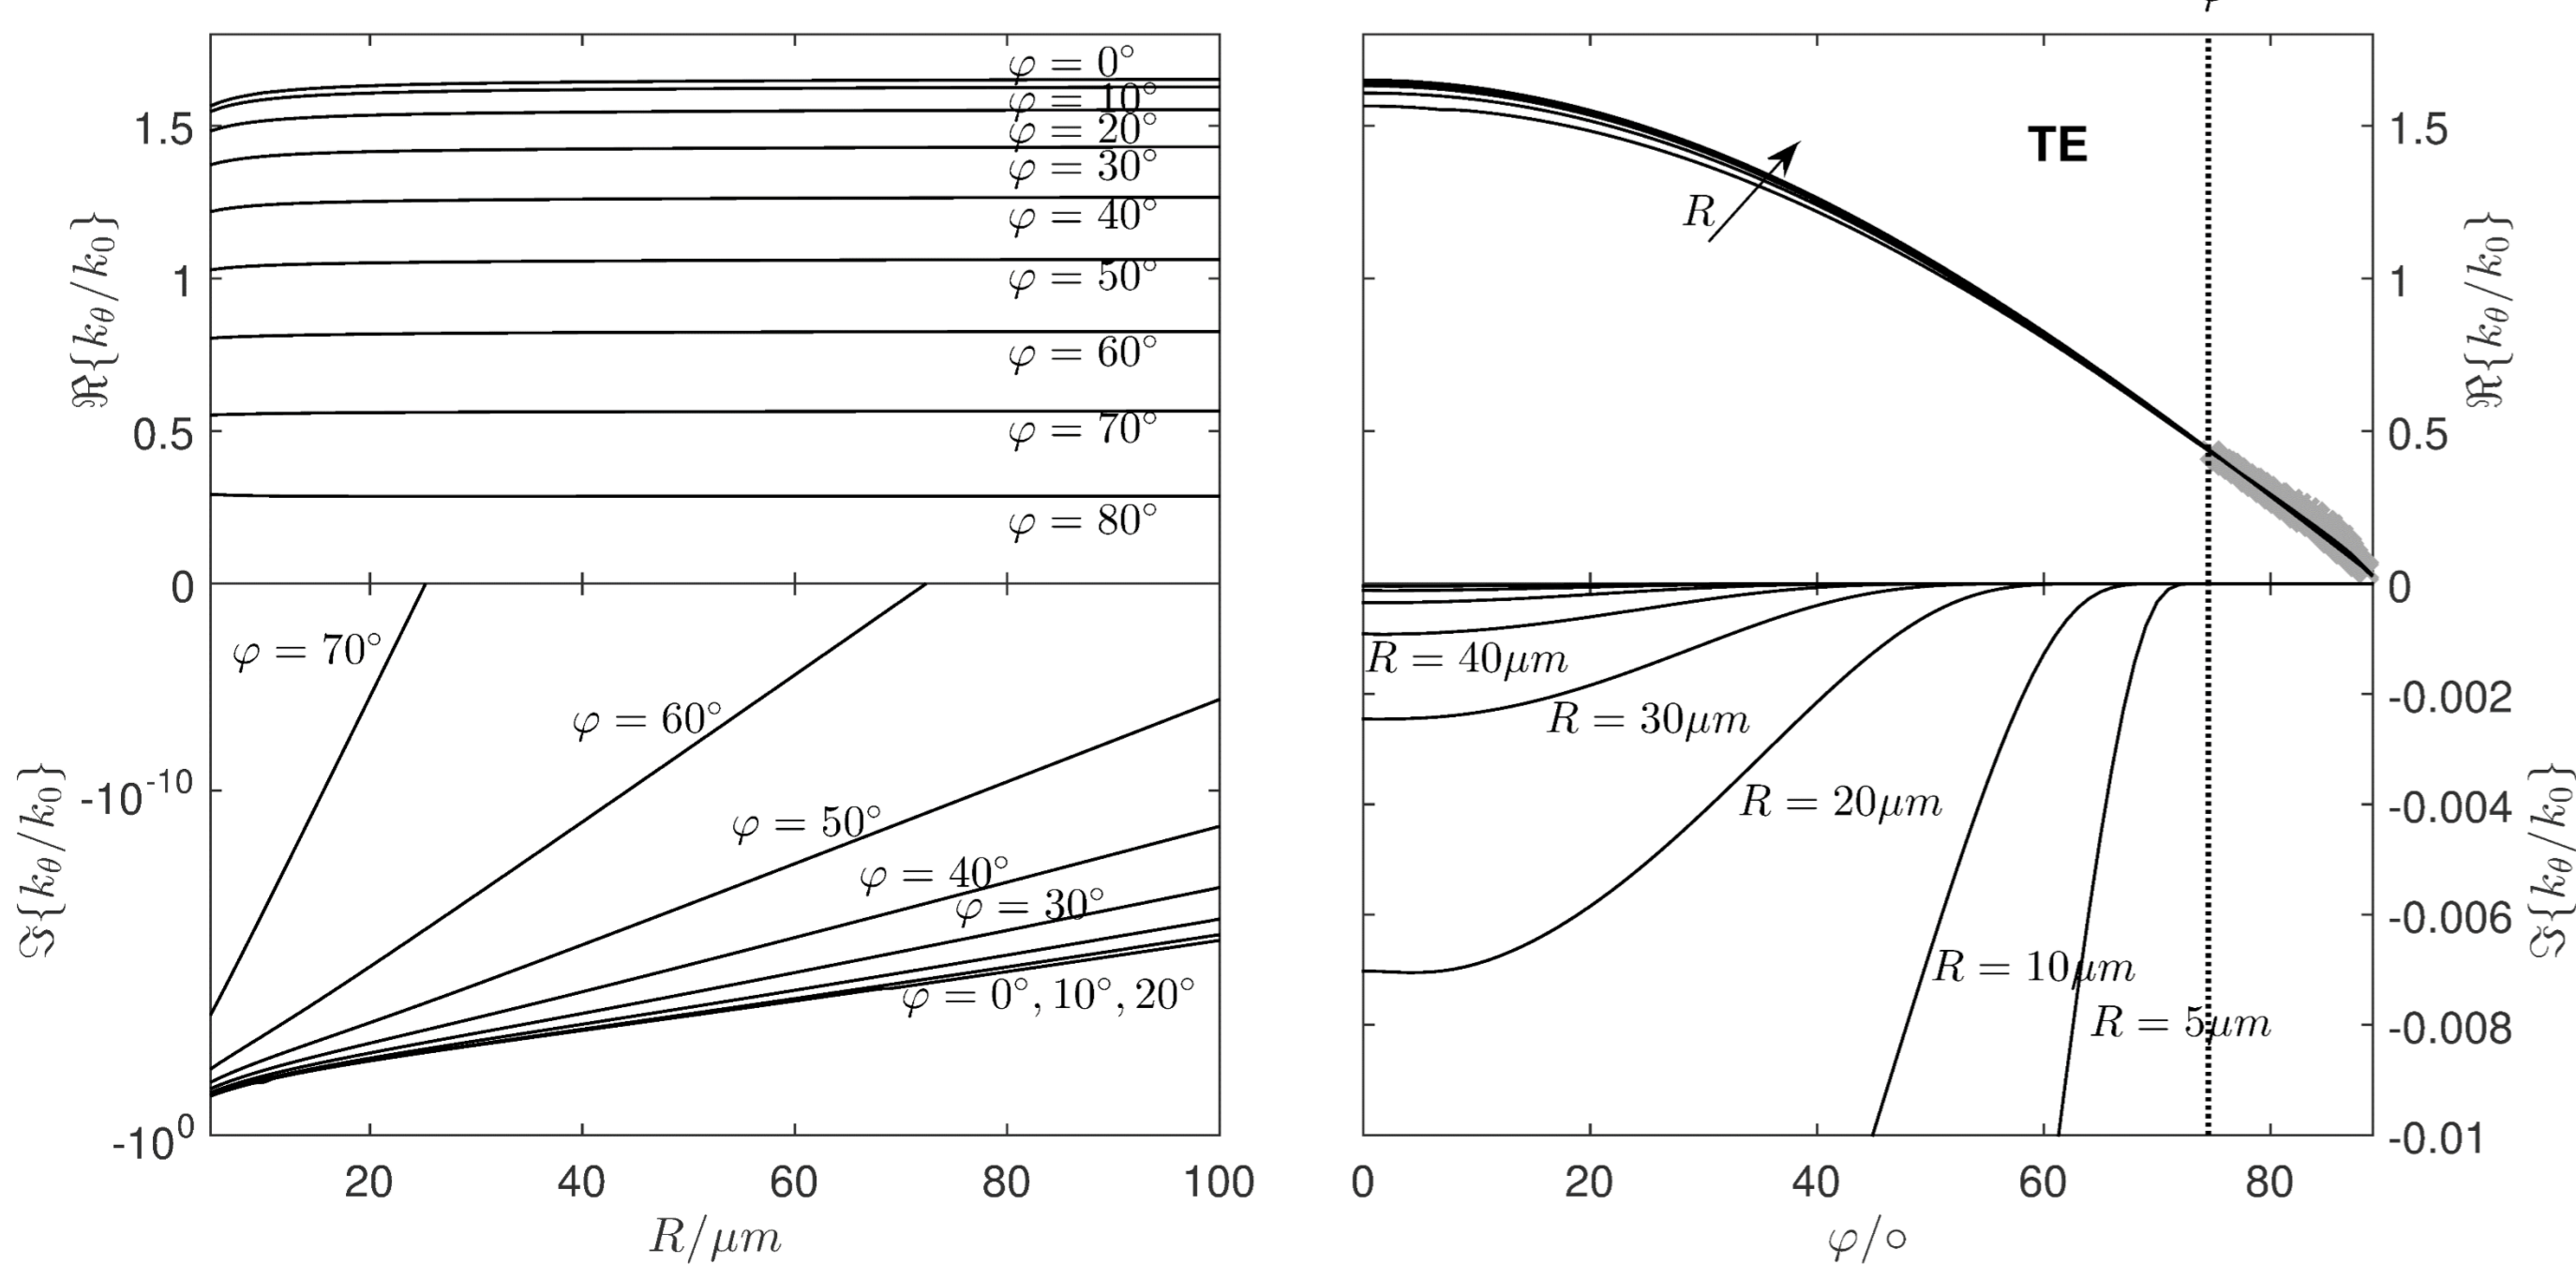 φ
φ = 0°
φ = 10°
φ = 20°
φ = 30°
φ = 40°
φ = 50°
φ = 60°
φ = 70°
φ = 80°
1.5
1
0.5
0
ℜ{k_θ/k_0}
φ = 70°
φ = 60°
φ = 50°
φ = 40°
φ = 30°
φ = 0°, 10°, 20°
-10^-10
-10^0
ℑ{k_θ/k_0}
20 40 60 80 100
R/μm
TE
R
1.5
1
0.5
0
ℜ{k_θ/k_0}
R = 40μm
R = 30μm
R = 20μm
R = 10μm
R = 5μm
-0.002
-0.004
-0.006
-0.008
-0.01
ℑ{k_θ/k_0}
0 20 40 60 80
φ/∘